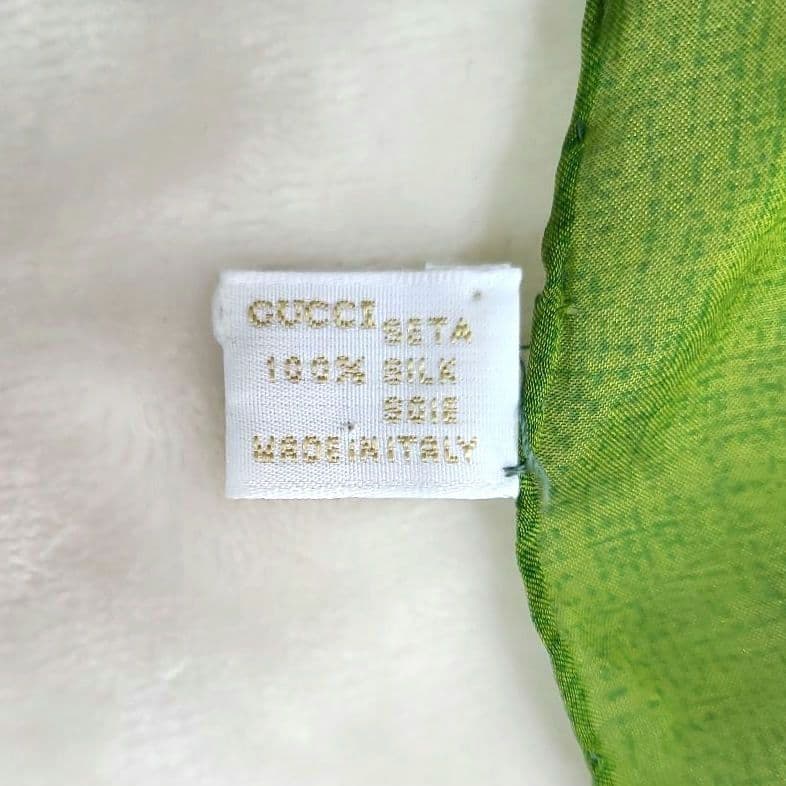 GUCCI
SETA
100% SILK
SOIE
MADE IN ITALY